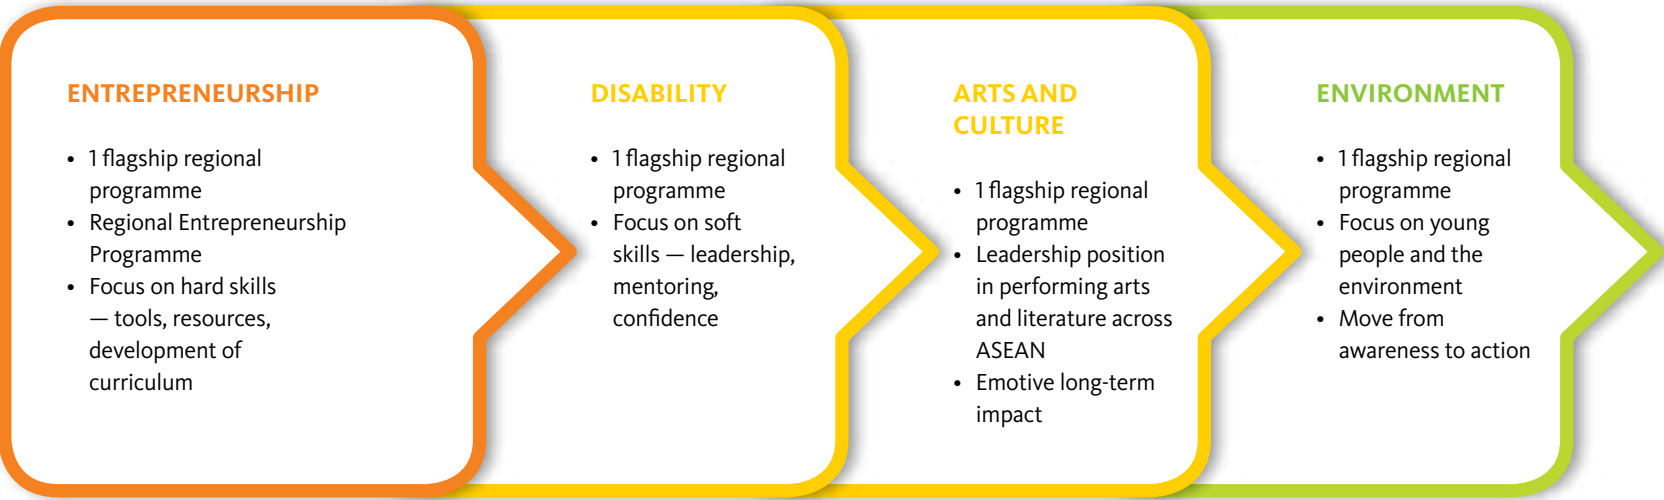 ENTREPRENEURSHIP
• 1 flagship regional
programme
• Regional Entrepreneurship
Programme
• Focus on hard skills
— tools, resources,
development of
curriculum
DISABILITY
• 1 flagship regional
programme
• Focus on soft
skills — leadership,
mentoring,
confidence
ARTS AND
CULTURE
• 1 flagship regional
programme
• Leadership position
in performing arts
and literature across
ASEAN
• Emotive long-term
impact
ENVIRONMENT
• 1 flagship regional
programme
• Focus on young
people and the
environment
• Move from
awareness to action